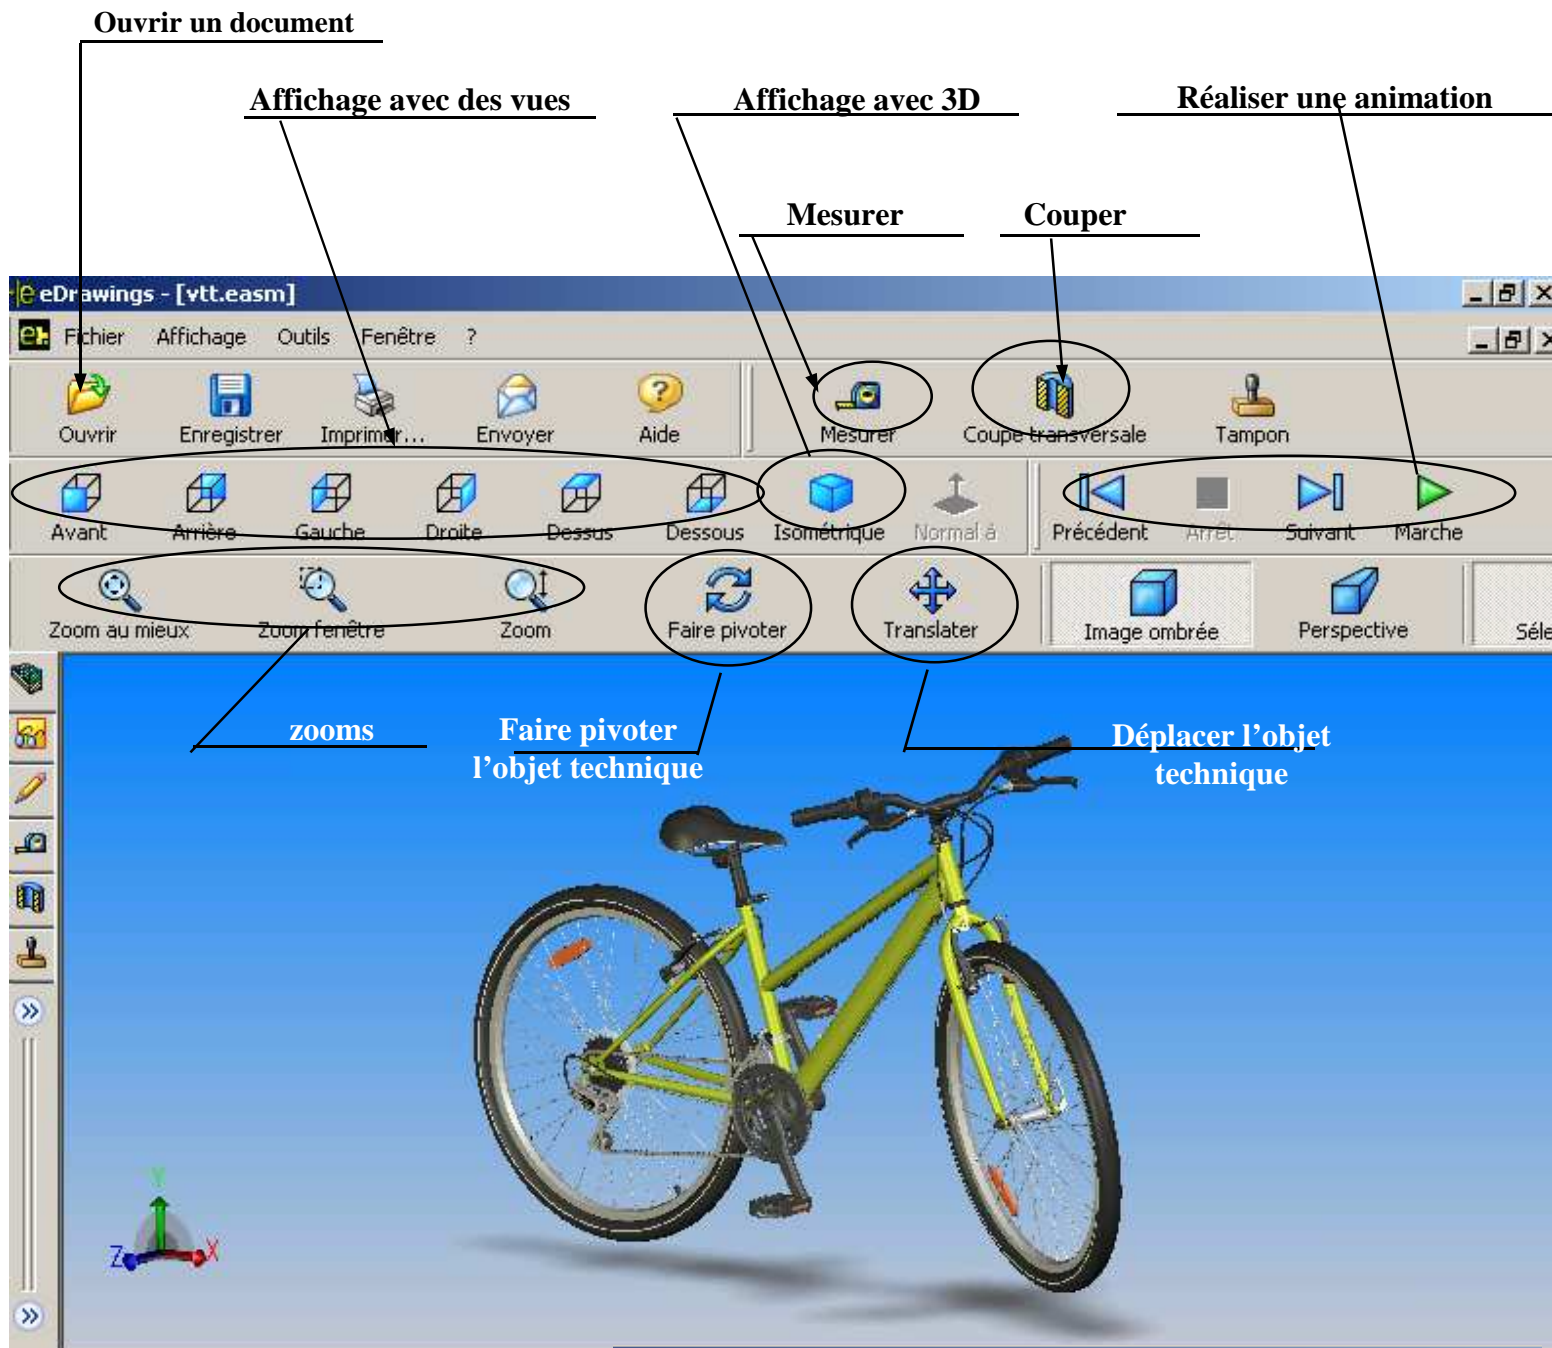 Ouvrir un document
Affichage avec des vues
Affichage avec 3D
Réaliser une animation
Mesurer
Couper
eDrawings - [vtt.easm]
Fichier Affichage Outils Fenêtre ?
Ouvrir Enregistrer Imprimer... Envoyer Aide Mesurer Coupe transversale Tampon
Avant Arrière Gauche Droite Dessus Dessous Isométrique Normal à Précédent Arrêt Suivant Marche
Zoom au mieux Zoom fenêtre Zoom Faire pivoter Translater Image ombrée Perspective Séle
zooms
Faire pivoter
l’objet technique
Déplacer l’objet
technique
Y
Z X